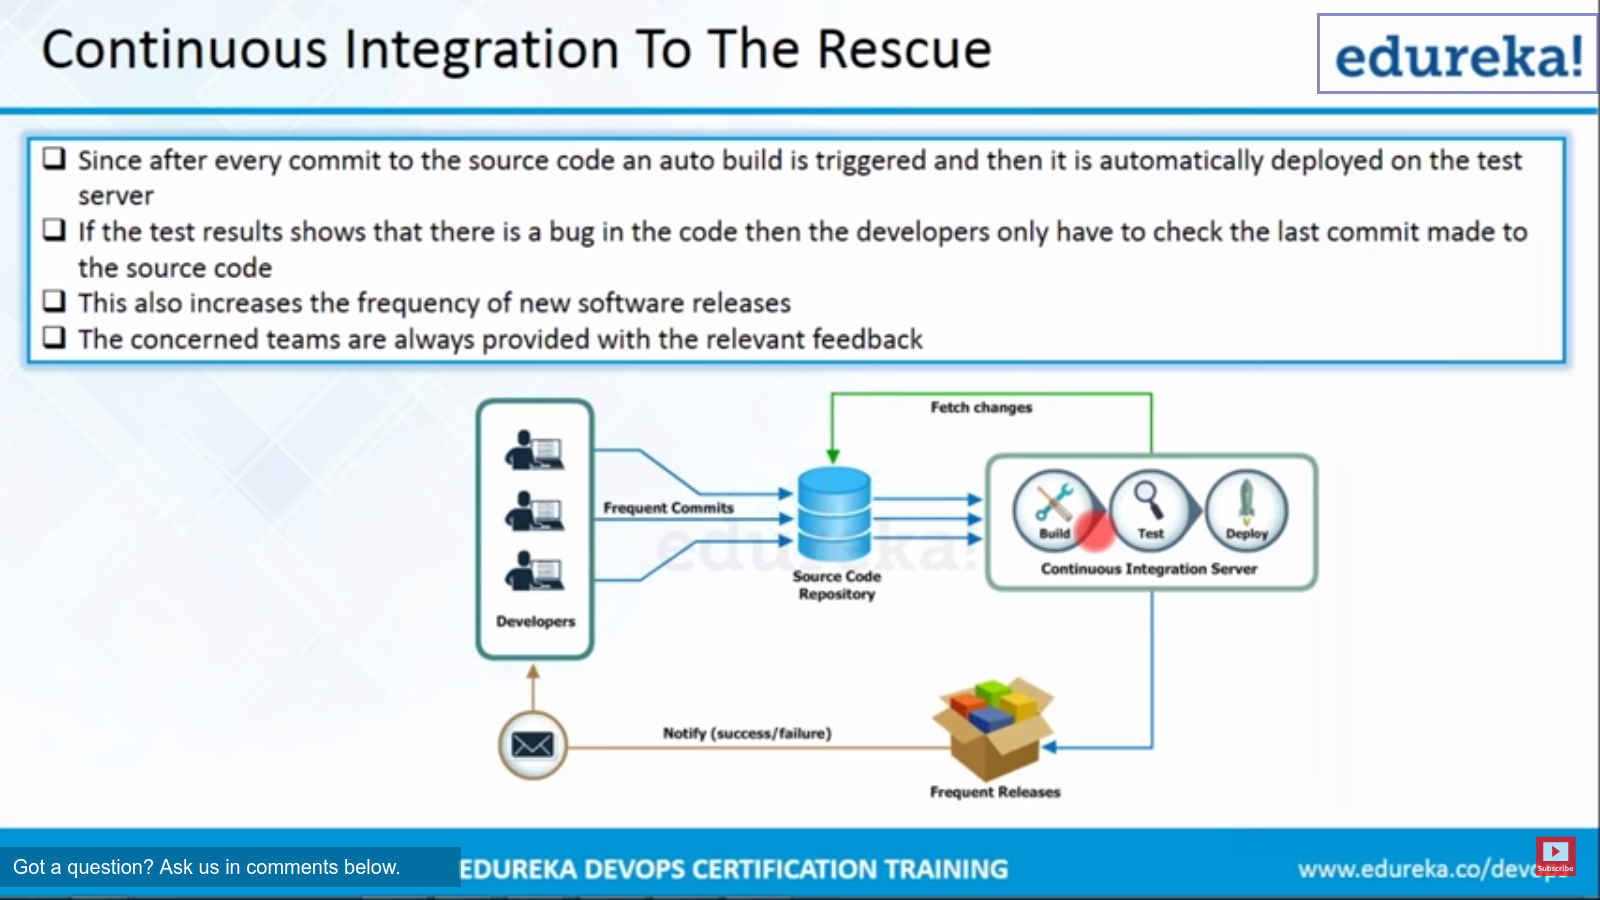 Continuous Integration To The Rescue
edureka!
Since after every commit to the source code an auto build is triggered and then it is automatically deployed on the test
server
If the test results shows that there is a bug in the code then the developers only have to check the last commit made to
the source code
This also increases the frequency of new software releases
The concerned teams are always provided with the relevant feedback
Fetch changes
Frequent Commits
Build
Test
Deploy
Continuous Integration Server
edureka!
Source Code
Repository
Developers
Notify (success/failure)
Frequent Releases
Got a question? Ask us in comments below.
EDUREKA DEVOPS CERTIFICATION TRAINING
www.edureka.co/devops
Subscribe